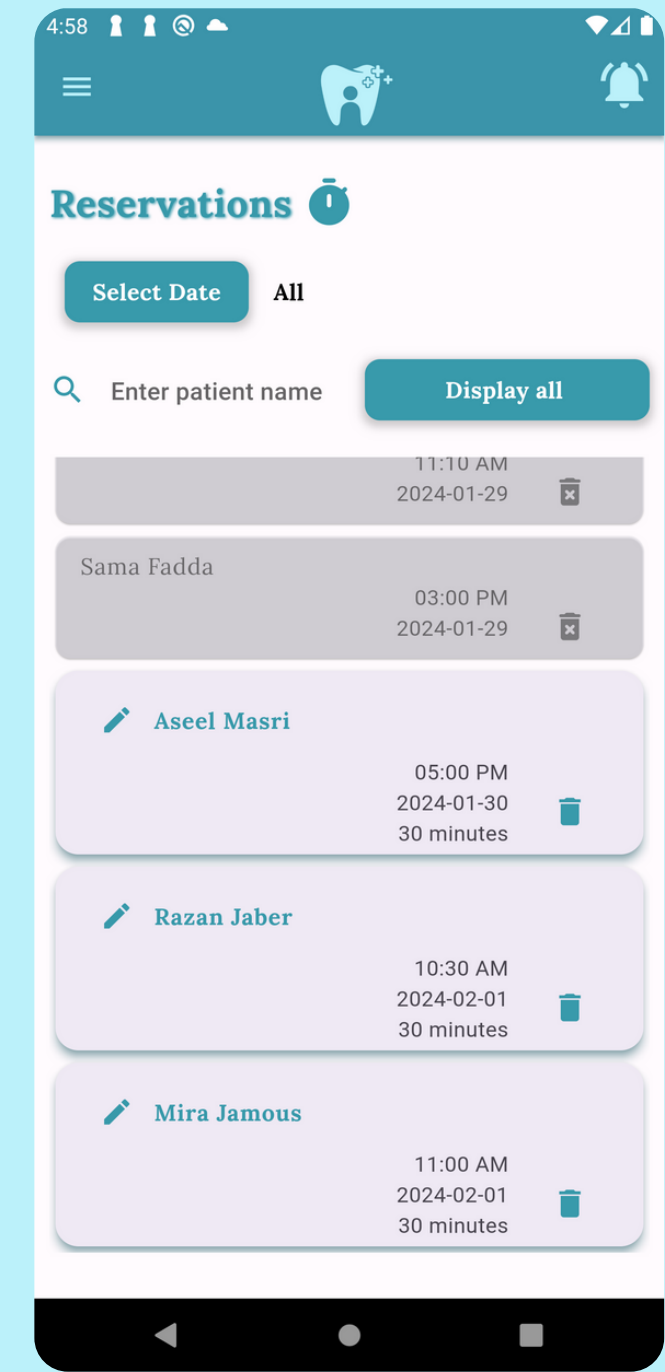 4:58
Reservations
Select Date All
Enter patient name Display all
11:10 AM
2024-01-29
Sama Fadda
03:00 PM
2024-01-29
Aseel Masri
05:00 PM
2024-01-30
30 minutes
Razan Jaber
10:30 AM
2024-02-01
30 minutes
Mira Jamous
11:00 AM
2024-02-01
30 minutes